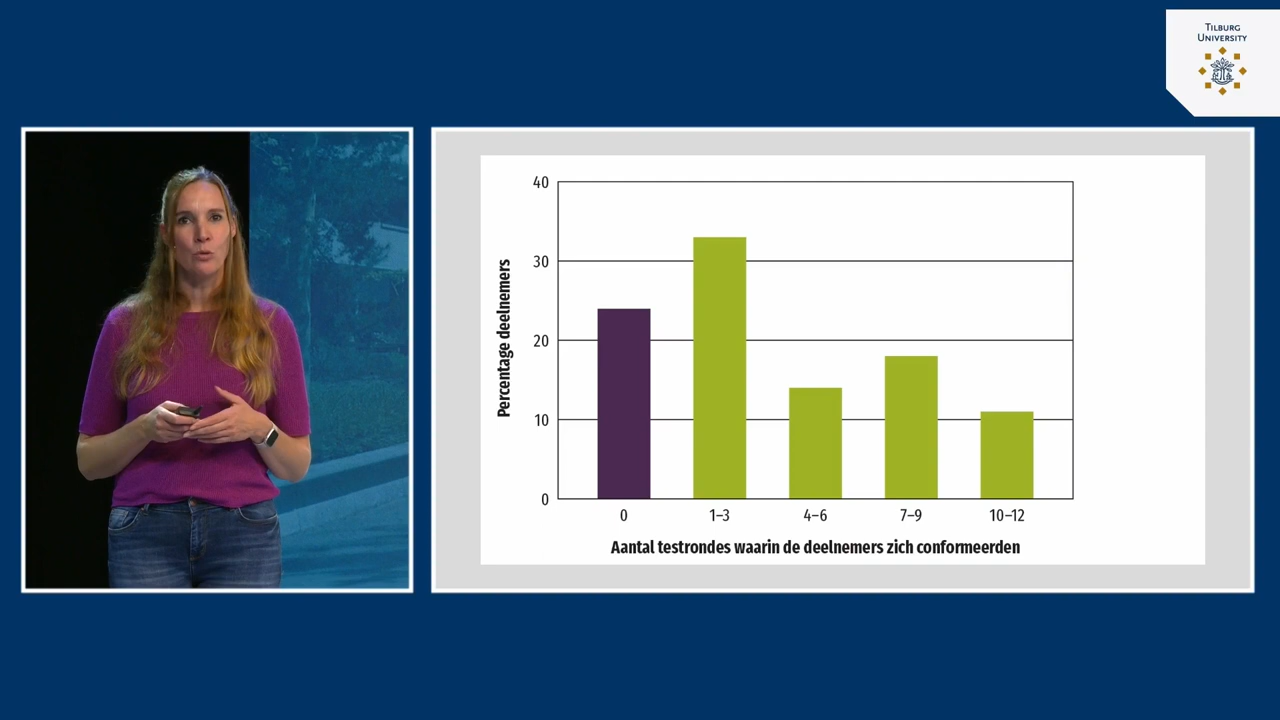 TILBURG
UNIVERSITY
Percentage deelnemers
40
30
20
10
0
0
1–3
4–6
7–9
10–12
Aantal testrondes waarin de deelnemers zich conformeerden